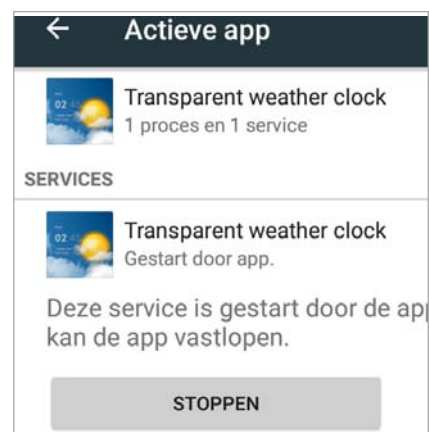 Actieve app
Transparent weather clock
1 proces en 1 service
SERVICES
Transparent weather clock
Gestart door app.
Deze service is gestart door de app
kan de app vastlopen.
STOPPEN